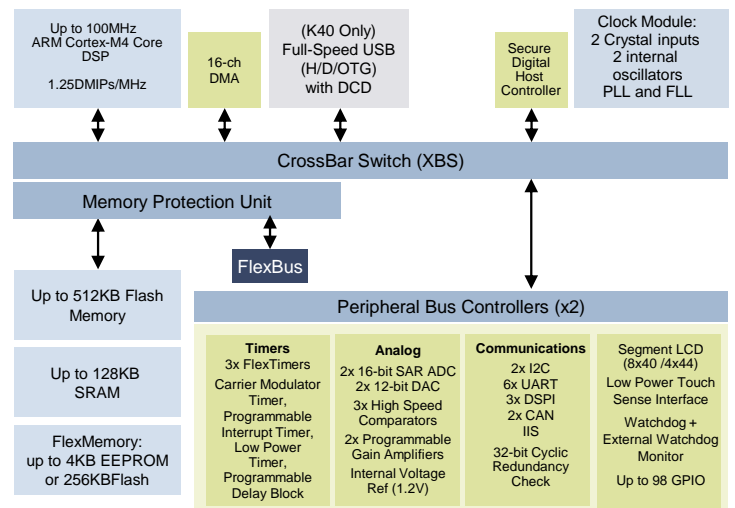 Up to 100MHz
ARM Cortex-M4 Core
DSP
1.25DMIPs/MHz
16-ch
DMA
(K40 Only)
Full-Speed USB
(H/D/OTG)
with DCD
Secure
Digital
Host
Controller
Clock Module:
2 Crystal inputs
2 internal
oscillators
PLL and FLL
CrossBar Switch (XBS)
Memory Protection Unit
FlexBus
Up to 512KB Flash
Memory
Up to 128KB
SRAM
FlexMemory:
up to 4KB EEPROM
or 256KBFlash
Peripheral Bus Controllers (x2)
Timers
3x FlexTimers
Carrier Modulator
Timer,
Programmable
Interrupt Timer,
Low Power
Timer,
Programmable
Delay Block
Analog
2x 16-bit SAR ADC
2x 12-bit DAC
3x High Speed
Comparators
2x Programmable
Gain Amplifiers
Internal Voltage
Ref (1.2V)
Communications
2x I2C
6x UART
3x DSPI
2x CAN
IIS
32-bit Cyclic
Redundancy
Check
Segment LCD
(8x40 /4x44)
Low Power Touch
Sense Interface
Watchdog +
External Watchdog
Monitor
Up to 98 GPIO